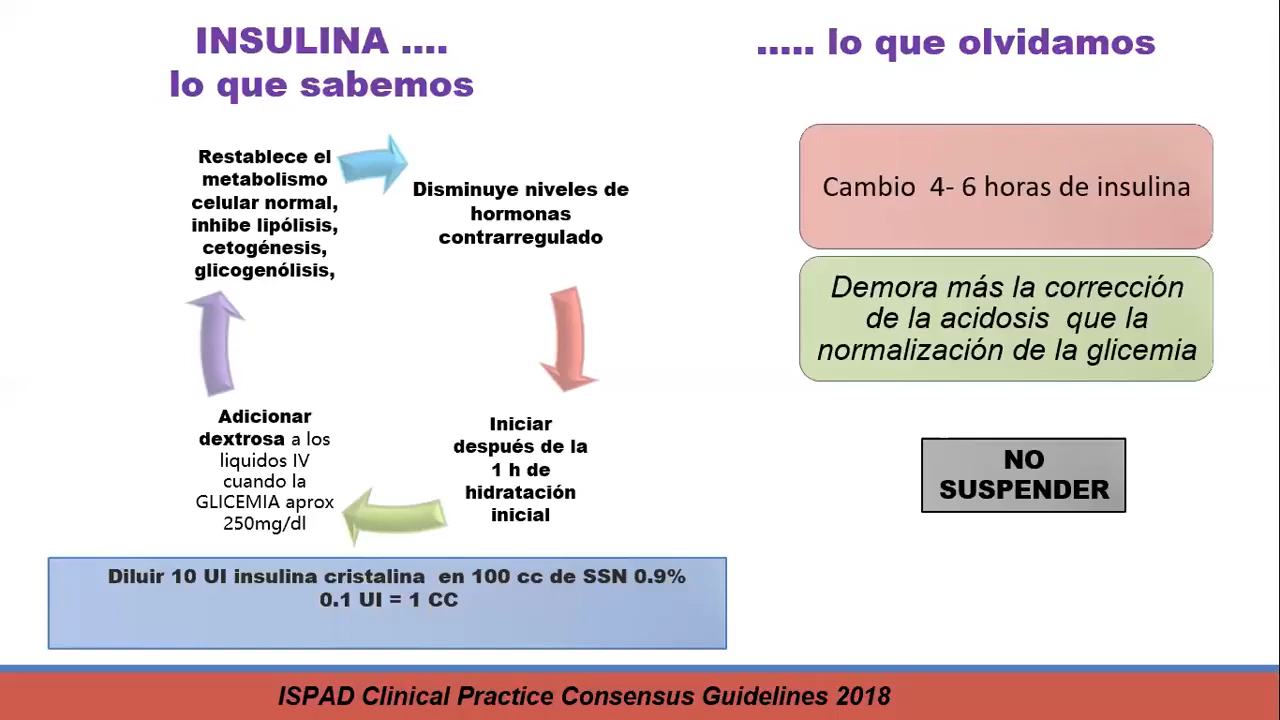 INSULINA ....
lo que sabemos
..... lo que olvidamos
Restablece el
metabolismo
celular normal,
inhibe lipólisis,
cetogénesis,
glicogenólisis,
Disminuye niveles de
hormonas
contrarregulado
Iniciar
después de la
1 h de
hidratación
inicial
Adicionar
dextrosa a los
liquidos IV
cuando la
GLICEMIA aprox
250mg/dl
Diluir 10 UI insulina cristalina en 100 cc de SSN 0.9%
0.1 UI = 1 CC
Cambio 4- 6 horas de insulina
Demora más la corrección
de la acidosis que la
normalización de la glicemia
NO
SUSPENDER
ISPAD Clinical Practice Consensus Guidelines 2018